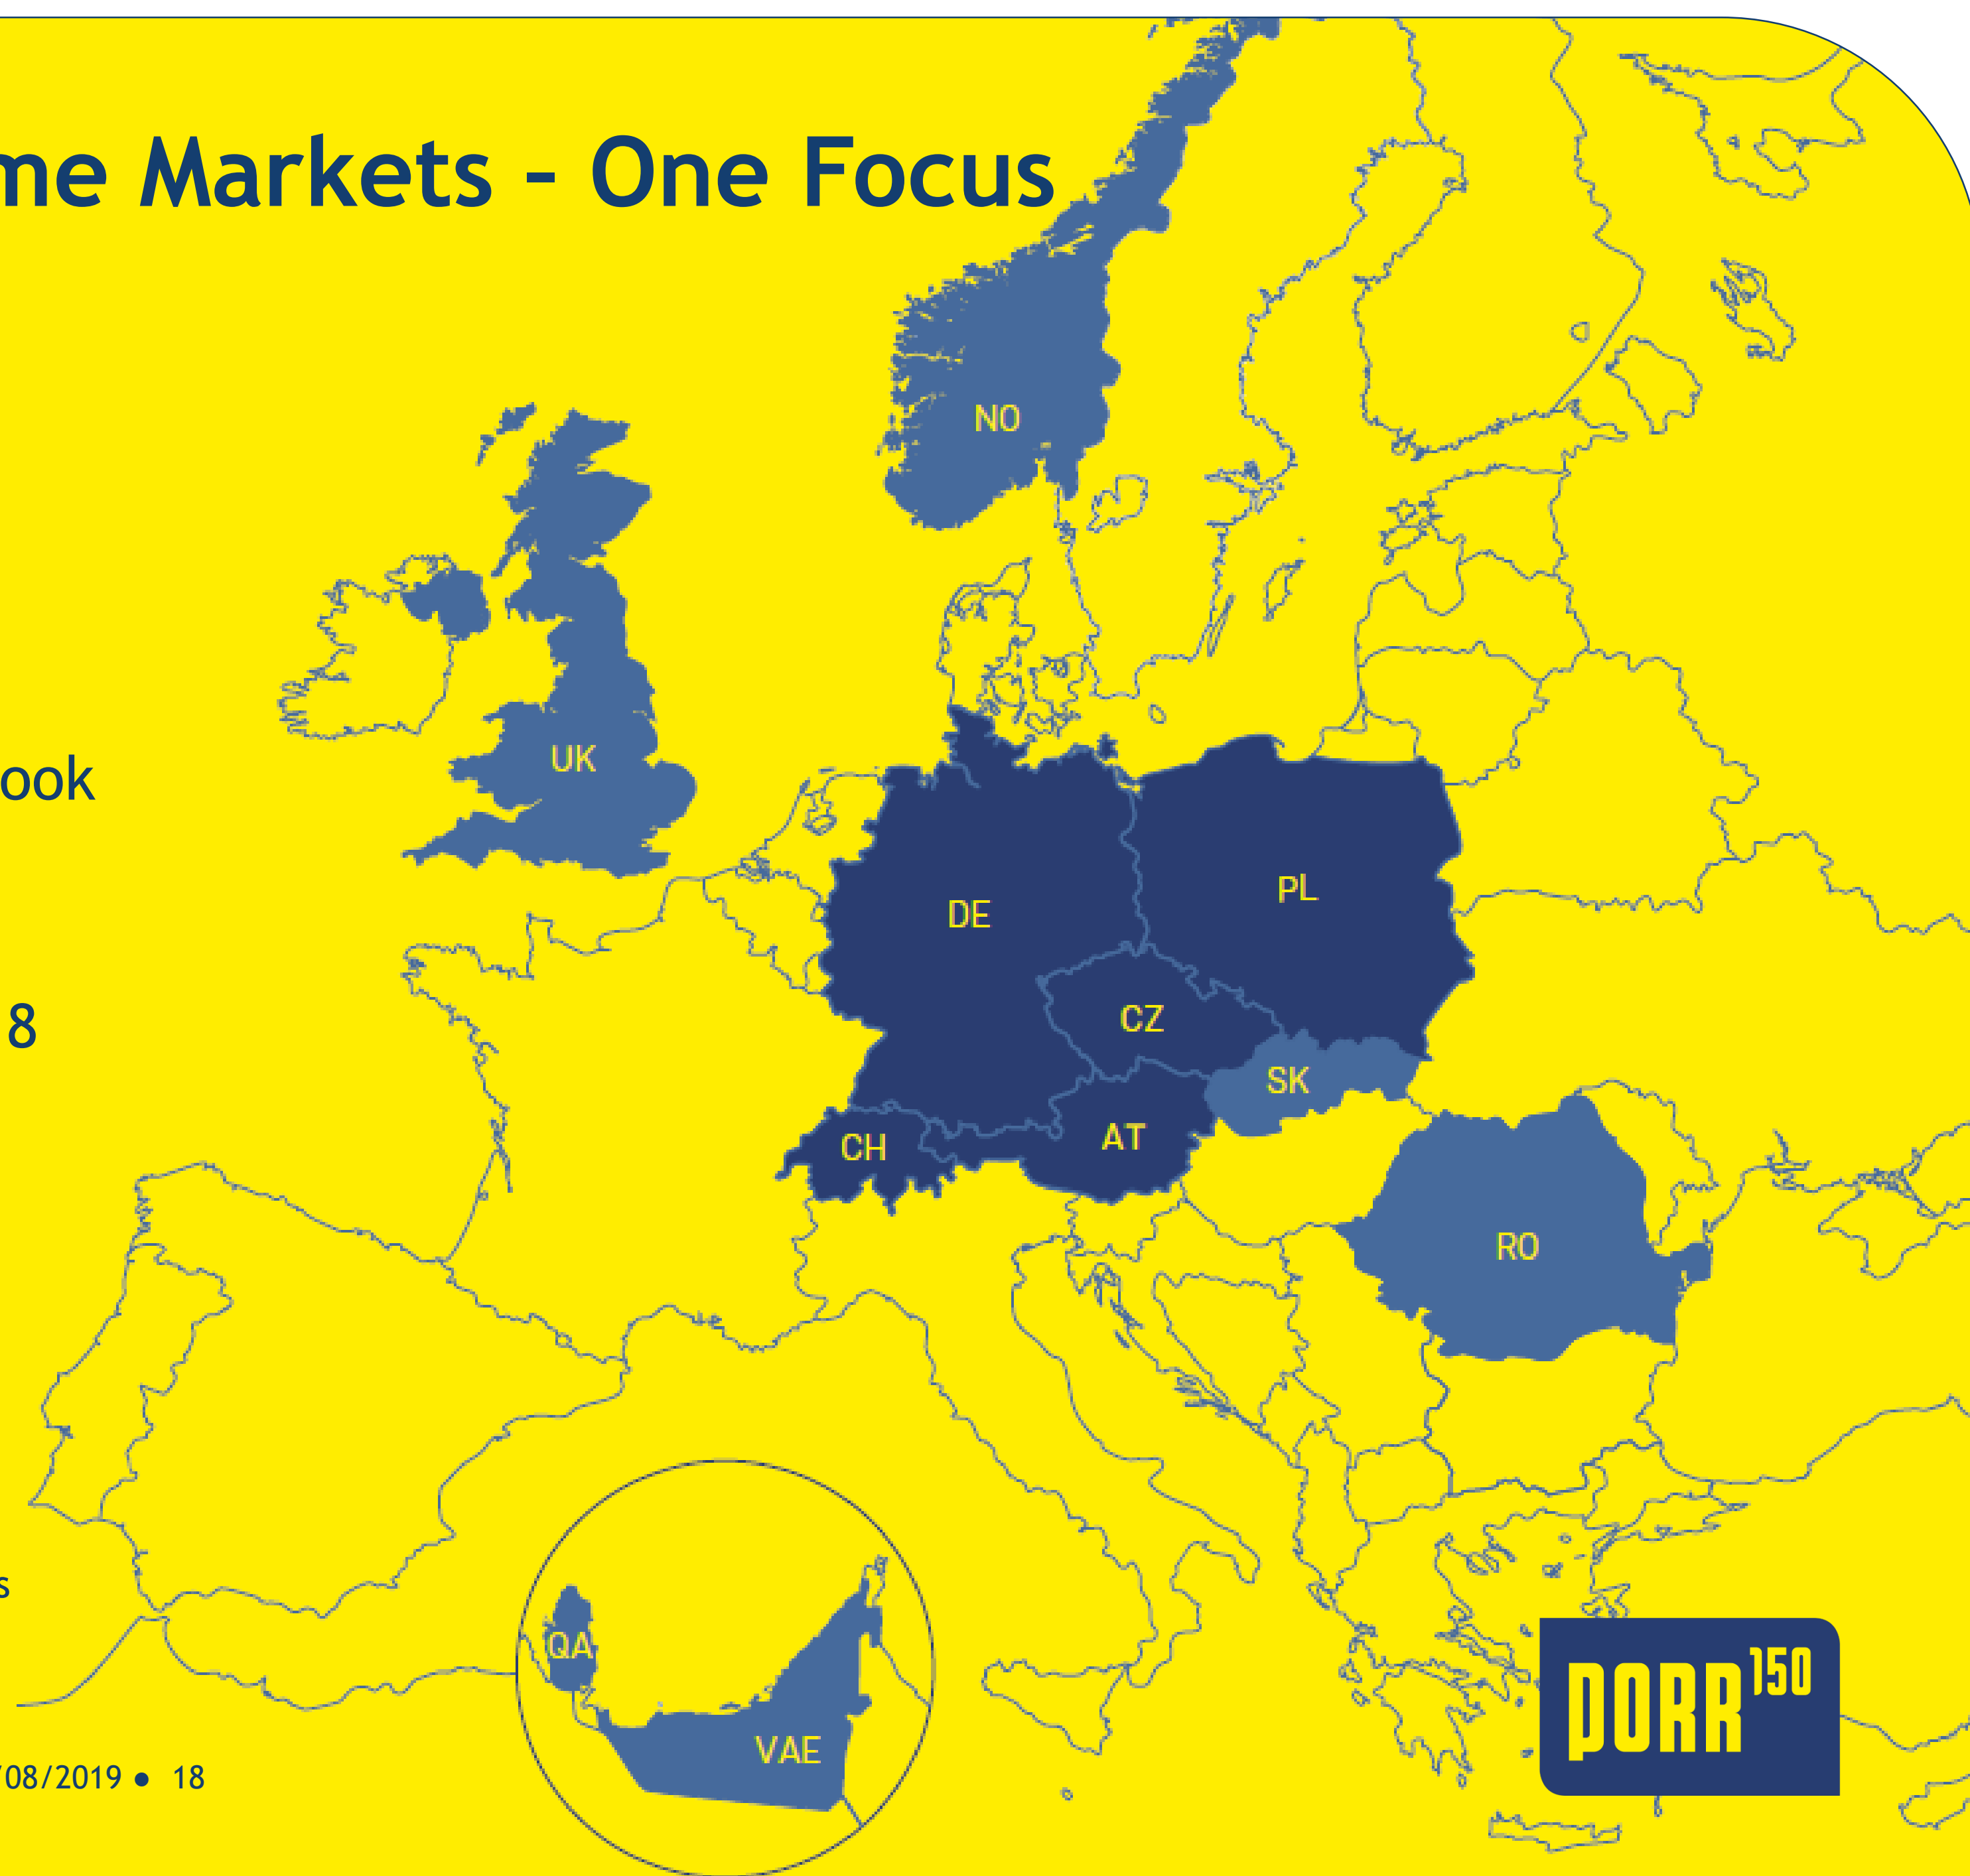 me Markets - One Focus
NO
UK
ook
DE
PL
CZ
8
SK
CH
AT
RO
s
QA
VAE
PORR150
/08/2019 • 18